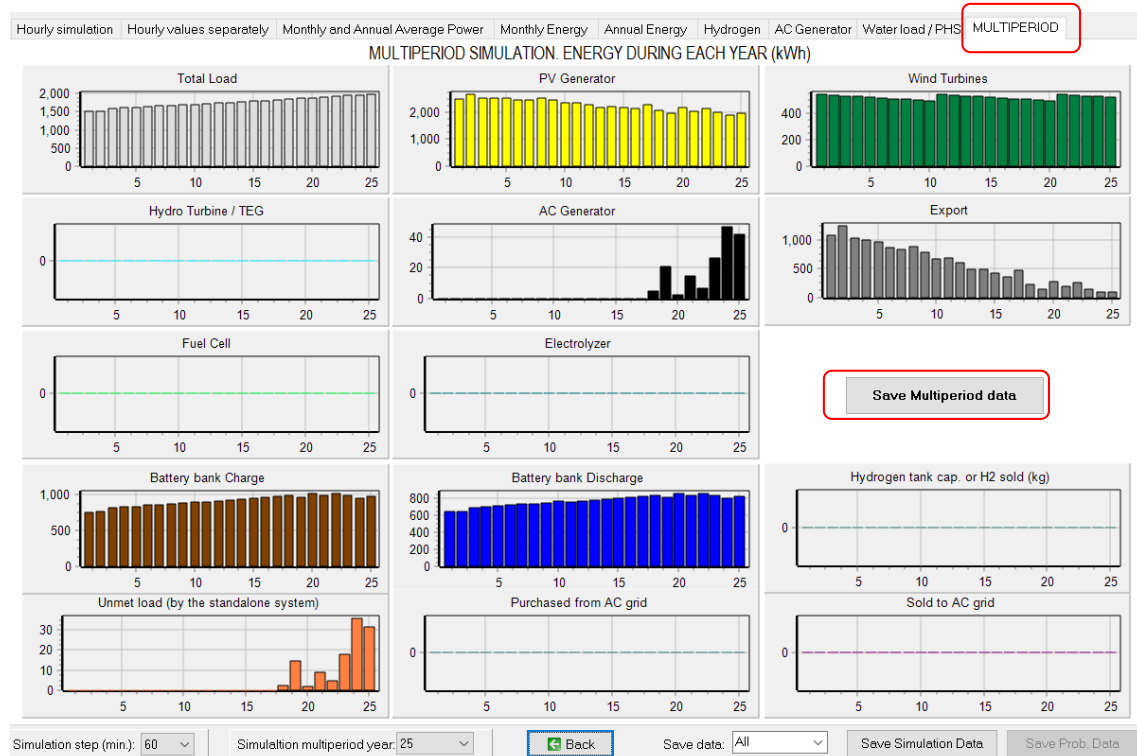 Hourly simulation Hourly values separately Monthly and Annual Average Power Monthly Energy Annual Energy Hydrogen AC Generator Water load / PHS MULTIPERIOD
MULTIPERIOD SIMULATION. ENERGY DURING EACH YEAR (kWh)
Total Load PV Generator Wind Turbines
2,000
1,500
1,000
500
0
5 10 15 20 25
2,000
1,000
0
5 10 15 20 25
400
200
0
5 10 15 20 25
Hydro Turbine / TEG AC Generator Export
0
5 10 15 20 25
40
20
0
5 10 15 20 25
1,000
500
0
5 10 15 20 25
Fuel Cell Electrolyzer
0
5 10 15 20 25
0
5 10 15 20 25
Save Multiperiod data
Battery bank Charge Battery bank Discharge Hydrogen tank cap. or H2 sold (kg)
1,000
500
0
5 10 15 20 25
800
600
400
200
0
5 10 15 20 25
0
5 10 15 20 25
Unmet load (by the standalone system) Purchased from AC grid Sold to AC grid
30
20
10
0
5 10 15 20 25
0
5 10 15 20 25
0
5 10 15 20 25
Simulation step (min.): 60 Simulaltion multiperiod year: 25 Back Save data: All Save Simulation Data Save Prob. Data